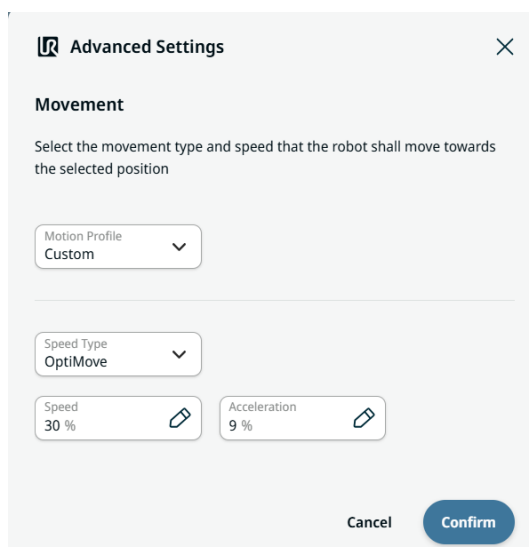 UR Advanced Settings
Movement
Select the movement type and speed that the robot shall move towards
the selected position
Motion Profile
Custom
Speed Type
OptiMove
Speed
30 %
Acceleration
9 %
Cancel
Confirm